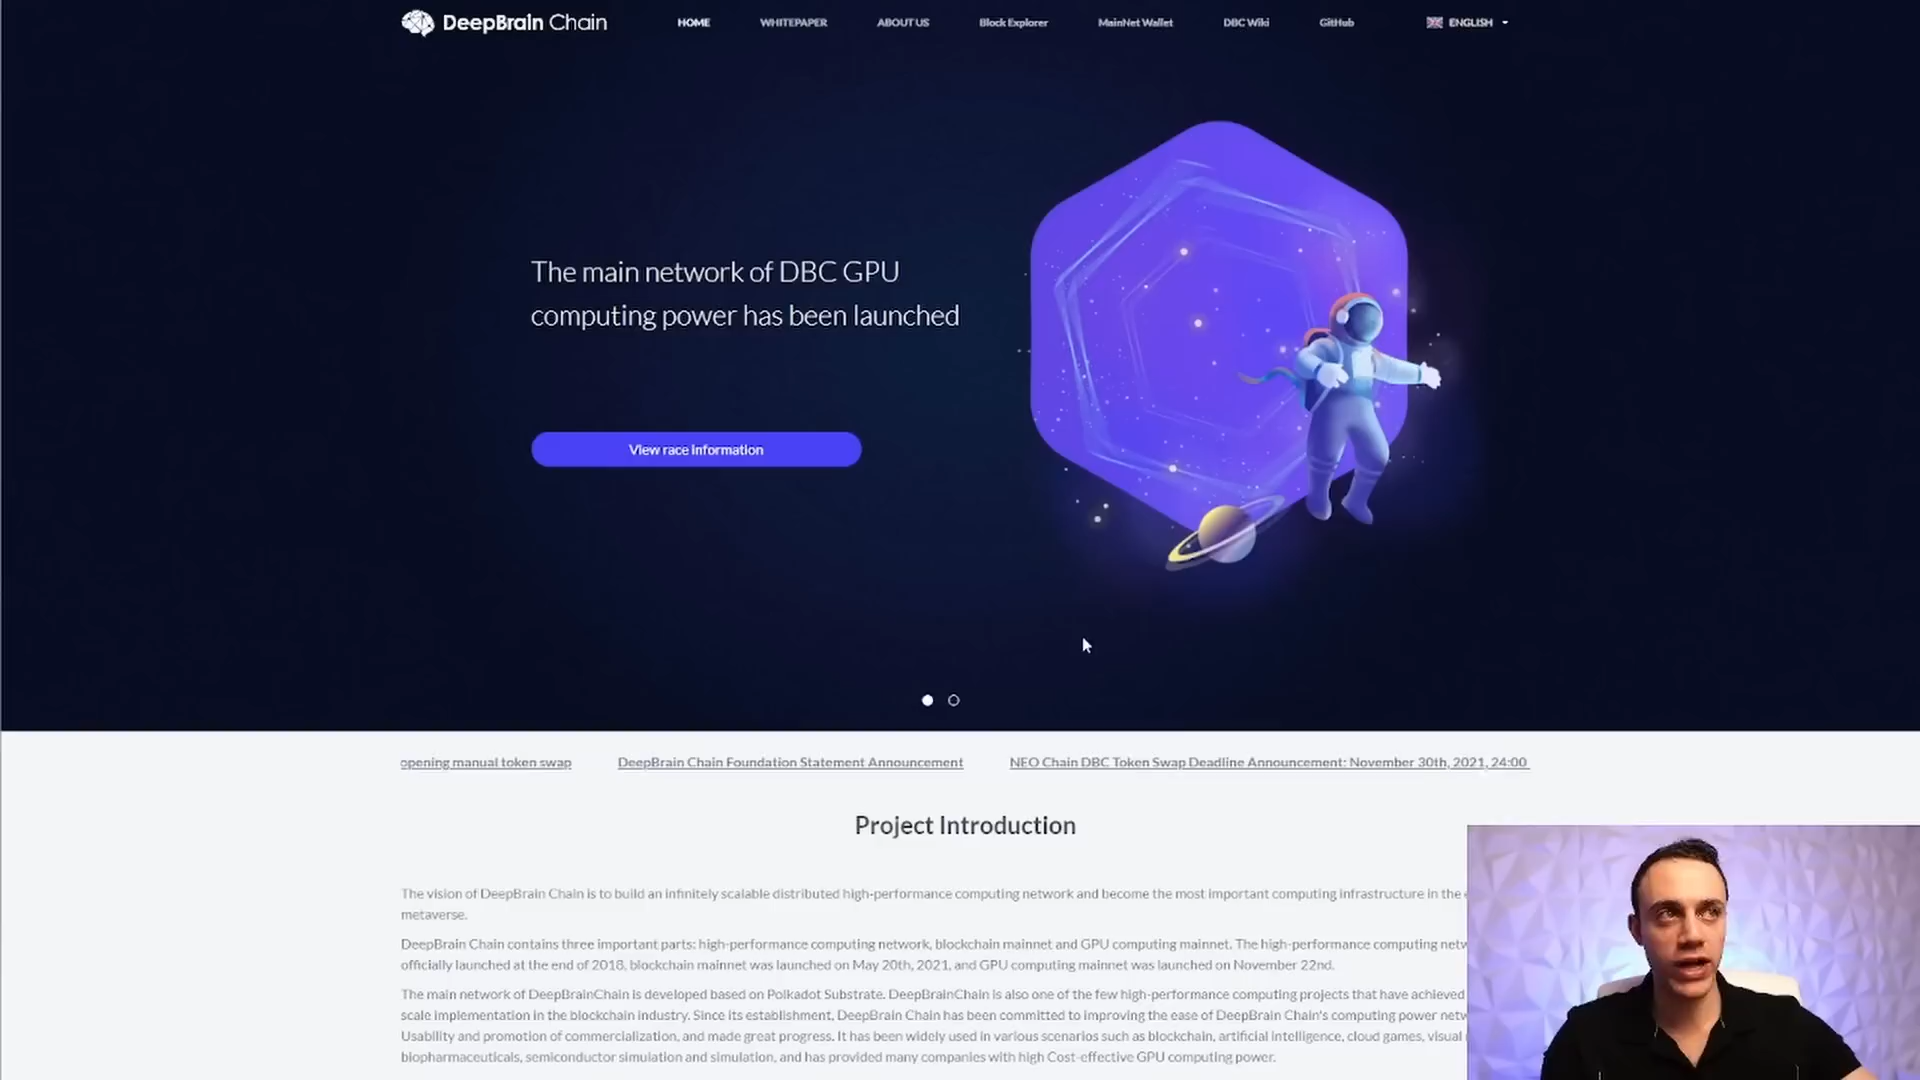 DeepBrain Chain
HOME
WHITEPAPER
ABOUT US
Block Explorer
MainNet Wallet
DBC Wiki
GitHub
ENGLISH
The main network of DBC GPU
computing power has been launched
View race information
opening manual token swap
DeepBrain Chain Foundation Statement Announcement
NEO Chain DBC Token Swap Deadline Announcement: November 30th, 2021, 24:00
Project Introduction
The vision of DeepBrain Chain is to build an infinitely scalable distributed high-performance computing network and become the most important computing infrastructure in the
metaverse.
DeepBrain Chain contains three important parts: high-performance computing network, blockchain mainnet and GPU computing mainnet. The high-performance computing netw
officially launched at the end of 2018, blockchain mainnet was launched on May 20th, 2021, and GPU computing mainnet was launched on November 22nd.
The main network of DeepBrainChain is developed based on Polkadot Substrate. DeepBrainChain is also one of the few high-performance computing projects that have achieved
scale implementation in the blockchain industry. Since its establishment, DeepBrain Chain has been committed to improving the ease of DeepBrain Chain's computing power netw
Usability and promotion of commercialization, and made great progress. It has been widely used in various scenarios such as blockchain, artificial intelligence, cloud games, visual
biopharmaceuticals, semiconductor simulation and simulation, and has provided many companies with high Cost-effective GPU computing power.